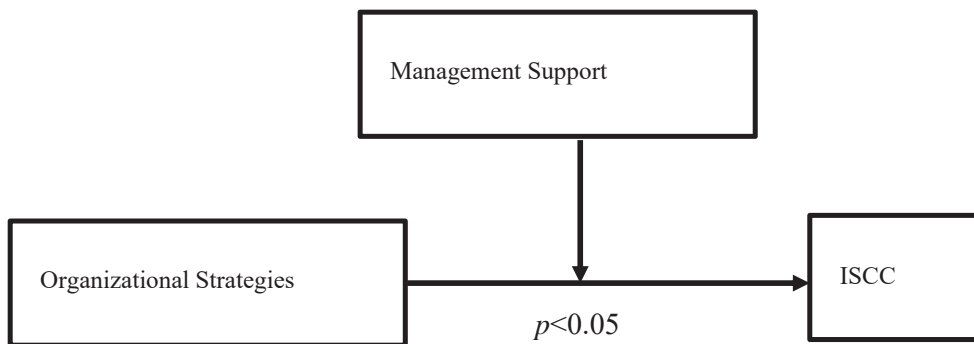 Management Support
Organizational Strategies
ISCC
p<0.05